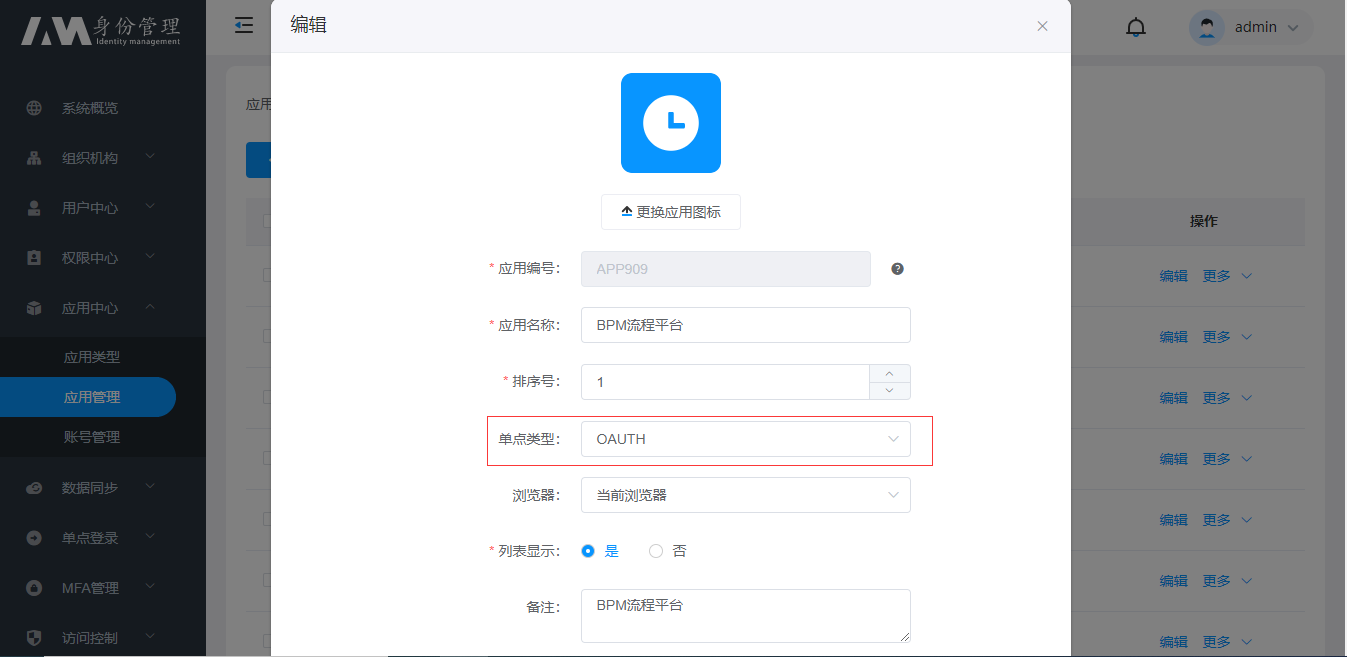 身份管理
Identity management
系统概览
组织机构
用户中心
权限中心
应用中心
应用类型
应用管理
账号管理
数据同步
单点登录
MFA管理
访问控制
admin
应用
操作
编辑 更多
编辑 更多
编辑 更多
编辑 更多
编辑 更多
编辑 更多
编辑 更多
编辑
更换应用图标
* 应用编号： APP909
* 应用名称： BPM流程平台
* 排序号： 1
单点类型： OAUTH
浏览器： 当前浏览器
* 列表显示： 是 否
备注： BPM流程平台